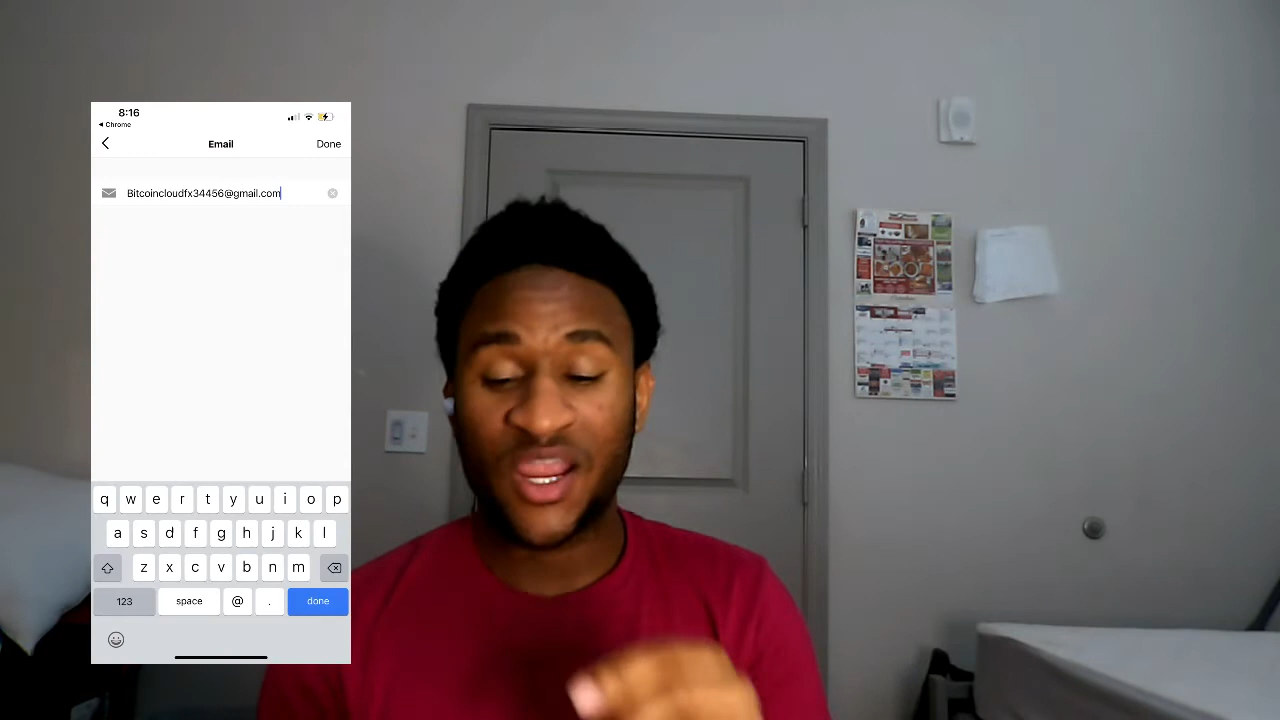 8:16
Chrome
Email
Done
Bitcoincloudfx34456@gmail.com
q w e r t y u i o p
a s d f g h j k l
z x c v b n m
123 space @ . done